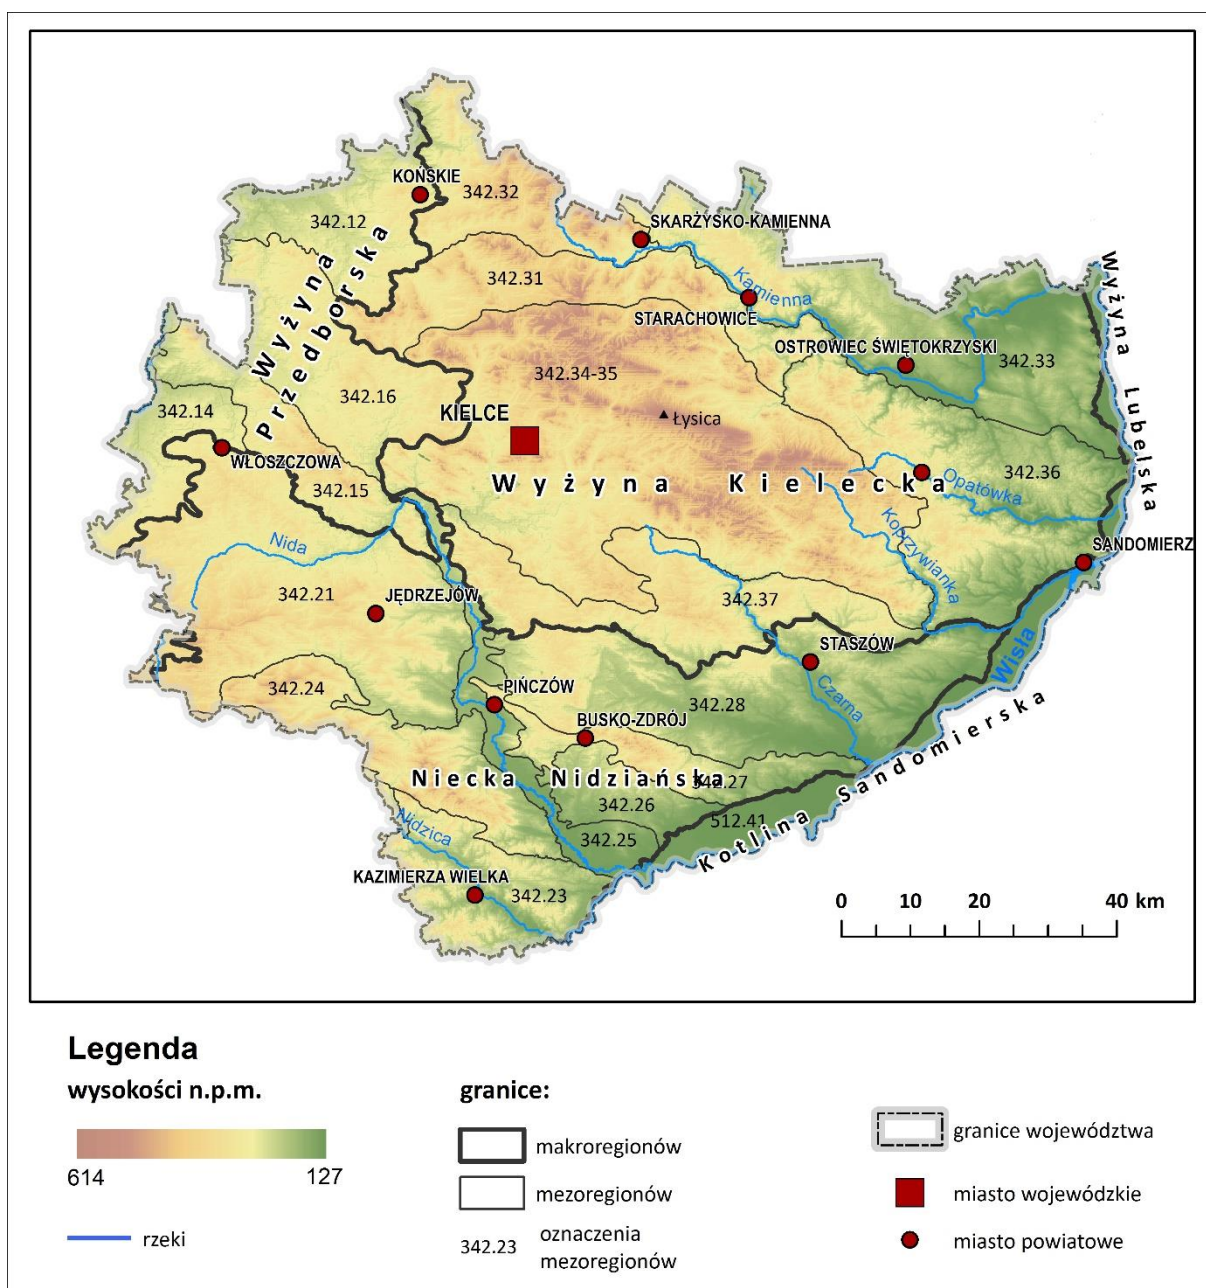 KOŃSKIE
342.32
342.12
SKARŻYSKO-KAMIENNA
Wyżyna
Przedborska
342.31
Kamienna
STARACHOWICE
Wyżyna Lubelska
OSTROWIEC ŚWIĘTOKRZYSKI
342.33
342.34-35
342.16
342.14
KIELCE
Łysica
WŁOSZCZOWA
342.15
Wyżyna Kielecka
342.36
Opatówka
Koprzywianka
Nida
SANDOMIERZ
342.21
JĘDRZEJÓW
342.37
STASZÓW
Wisła
342.24
PIŃCZÓW
342.28
Czarna
BUSKO-ZDRÓJ
Niecka Nidziańska
342.27
342.26
512.41
Kotlina Sandomierska
342.25
Nidzica
KAZIMIERZA WIELKA
342.23
0 10 20 40 km
Legenda
wysokości n.p.m.
614 127
rzeki
granice:
makroregionów
mezoregionów
342.23
oznaczenia
mezoregionów
granice województwa
miasto wojewódzkie
miasto powiatowe